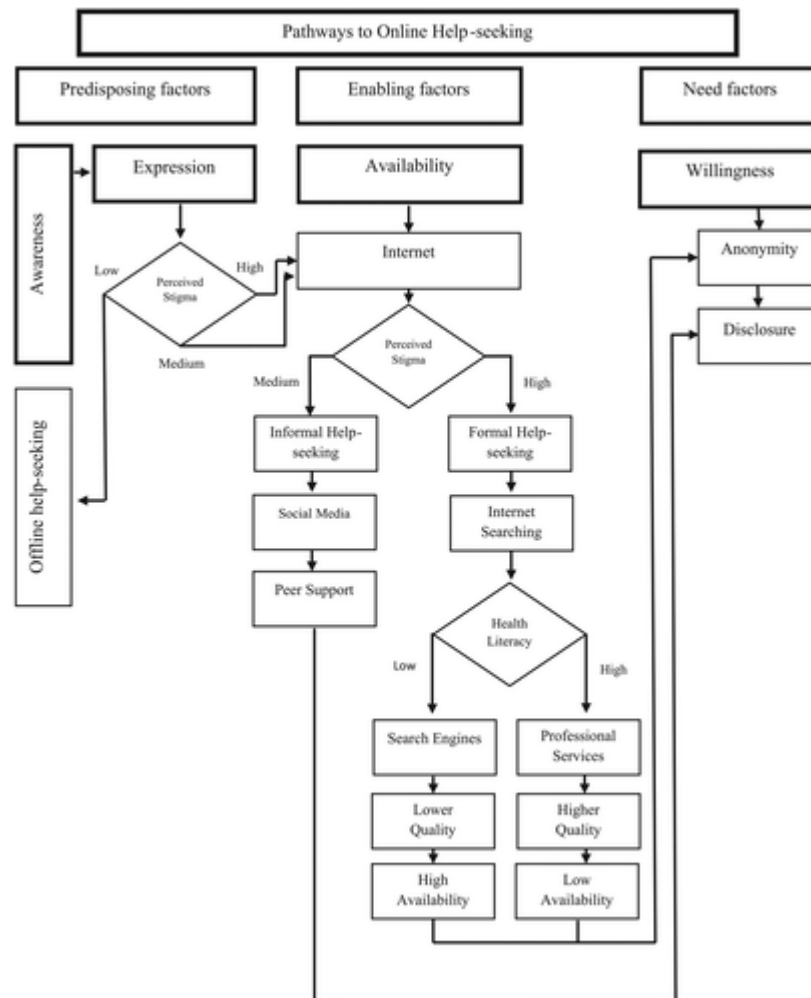 Pathways to Online Help-seeking
Predisposing factors
Enabling factors
Need factors
Awareness
Expression
Availability
Willingness
Low
Perceived
Stigma
High
Medium
Internet
Anonymity
Disclosure
Perceived
Stigma
Medium
High
Offline help-seeking
Informal Help-
seeking
Formal Help-
seeking
Social Media
Internet
Searching
Peer Support
Health
Literacy
Low
High
Search Engines
Professional
Services
Lower
Quality
Higher
Quality
High
Availability
Low
Availability